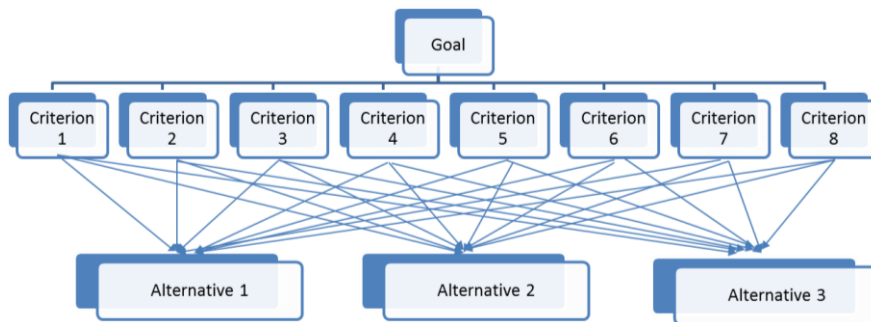 Goal
Criterion
1
Criterion
2
Criterion
3
Criterion
4
Criterion
5
Criterion
6
Criterion
7
Criterion
8
Alternative 1
Alternative 2
Alternative 3